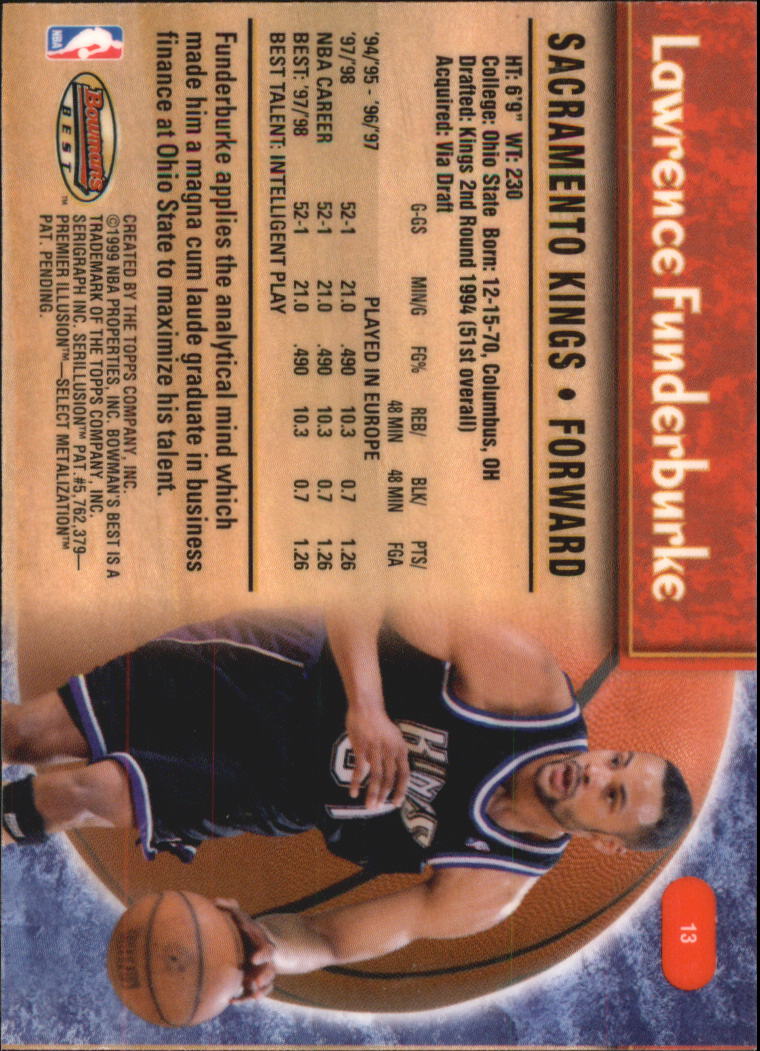 Lawrence Funderburke
13
SACRAMENTO KINGS • FORWARD
HT: 6'9" WT: 230
College: Ohio State Born: 12-15-70, Columbus, OH
Drafted: Kings 2nd Round 1994 (51st overall)
Acquired: Via Draft
G-GS MIN/G FG% REB/ 48 MIN BLK/ 48 MIN PTS/ FGA
'94/'95 - '96/'97 PLAYED IN EUROPE
'97/'98 52-1 21.0 .490 10.3 0.7 1.26
NBA CAREER 52-1 21.0 .490 10.3 0.7 1.26
BEST: '97/'98 52-1 21.0 .490 10.3 0.7 1.26
BEST TALENT: INTELLIGENT PLAY
Funderburke applies the analytical mind which
made him a magna cum laude graduate in business
finance at Ohio State to maximize his talent.
NBA
Bowman's
BEST™
CREATED BY THE TOPPS COMPANY, INC.
©1999 NBA PROPERTIES, INC. BOWMAN'S BEST IS A
TRADEMARK OF THE TOPPS COMPANY, INC.
SERIGRAPH INC. SERILLUSION™ PAT. #5,762,379—
PREMIER ILLUSION™—SELECT METALIZATION™
PAT. PENDING.
KINGS